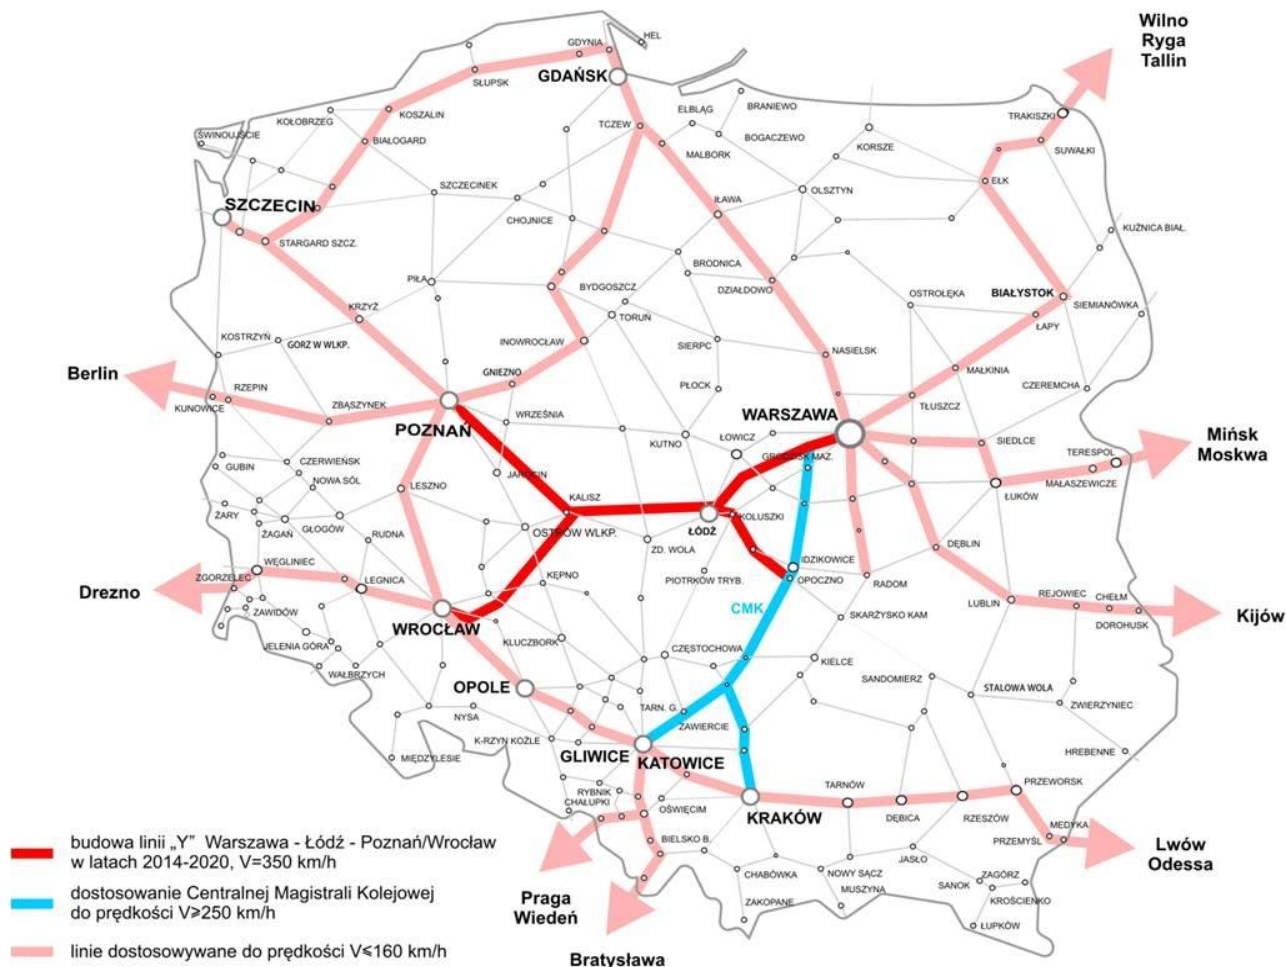 Wilno
Ryga
Tallin
HEL
GDYNIA
GDAŃSK
SŁUPSK
KOSZALIN
KOŁOBRZEG
ŚWINOUJŚCIE
BIAŁOGARD
TCZEW
ELBLĄG
BRANIEWO
BOGACZEWO
MALBORK
KORSZE
TRAKISZKI
SUWAŁKI
EŁK
SZCZECIN
SZCZECINEK
CHOJNICE
IŁAWA
OLSZTYN
KUŹNICA BIAŁ.
STARGARD SZCZ.
PIŁA
BRODNICA
BYDGOSZCZ
DZIAŁDOWO
OSTROŁĘKA
BIAŁYSTOK
SIEMIANÓWKA
ŁAPY
KRZYŻ
TORUŃ
KOSTRZYŃ
GORZ W WLKP.
INOWROCŁAW
SIERPC
NASIELSK
MAŁKINIA
CZEREMCHA
Berlin
RZEPIN
KUNOWICE
ZBĄSZYNEK
GNIEZNO
PŁOCK
TŁUSZCZ
POZNAŃ
WRZEŚNIA
KUTNO
ŁOWICZ
WARSZAWA
GRODZISK MAZ.
SIEDLCE
TERESPOL
MAŁASZEWICZE
Mińsk
Moskwa
GUBIN
CZERWIEŃSK
NOWA SÓL
LESZNO
JAROCIN
KALISZ
ŁUKÓW
ŻARY
ŻAGAŃ
GŁOGÓW
RUDNA
OSTRÓW WLKP.
ŁÓDŹ
KOLUSZKI
ZD. WOLA
IDZIKOWICE
DĘBLIN
WĘGLINIEC
ZGORZELEC
LEGNICA
KĘPNO
PIOTRKÓW TRYB.
OPOCZNO
RADOM
LUBLIN
REJOWIEC
CHEŁM
DOROHUSK
Drezno
Kijów
ZAWIDÓW
JELENIA GÓRA
WAŁBRZYCH
WROCŁAW
KLUCZBORK
CMK
SKARŻYSKO KAM
CZĘSTOCHOWA
KIELCE
SANDOMIERZ
STALOWA WOLA
ZWIERZYNIEC
OPOLE
NYSA
TARN. G.
ZAWIERCIE
MIĘDZYLESIE
K-RZYN KOŹLE
GLIWICE
KATOWICE
HREBENNE
RYBNIK
CHAŁUPKI
OŚWIĘCIM
KRAKÓW
TARNÓW
DĘBICA
RZESZÓW
PRZEWORSK
MEDYKA
PRZEMYŚL
Lwów
Odessa
BIELSKO B.
CHABÓWKA
ZAKOPANE
NOWY SĄCZ
MUSZYNA
JASŁO
SANOK
ZAGÓRZ
KROŚCIENKO
ŁUPKÓW
Praga
Wiedeń
Bratysława
budowa linii „Y” Warszawa - Łódź - Poznań/Wrocław
w latach 2014-2020, V=350 km/h
dostosowanie Centralnej Magistrali Kolejowej
do prędkości V≥250 km/h
linie dostosowywane do prędkości V≤160 km/h